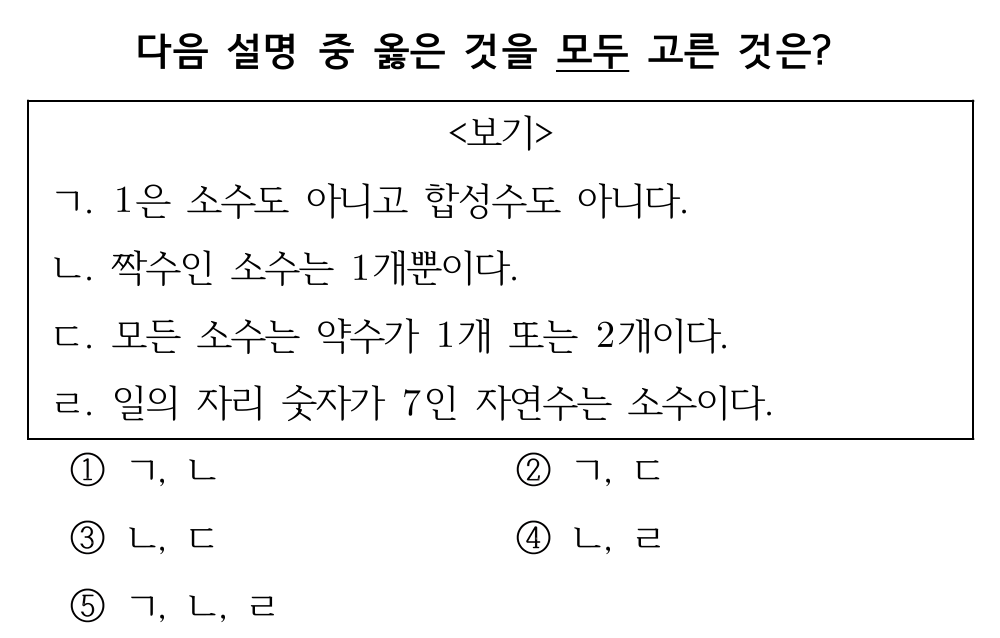 다음 설명 중 옳은 것을 모두 고른 것은?
<보기>
ㄱ. 1은 소수도 아니고 합성수도 아니다.
ㄴ. 짝수인 소수는 1개뿐이다.
ㄷ. 모든 소수는 약수가 1개 또는 2개이다.
ㄹ. 일의 자리 숫자가 7인 자연수는 소수이다.
① ㄱ, ㄴ ② ㄱ, ㄷ
③ ㄴ, ㄷ ④ ㄴ, ㄹ
⑤ ㄱ, ㄴ, ㄹ